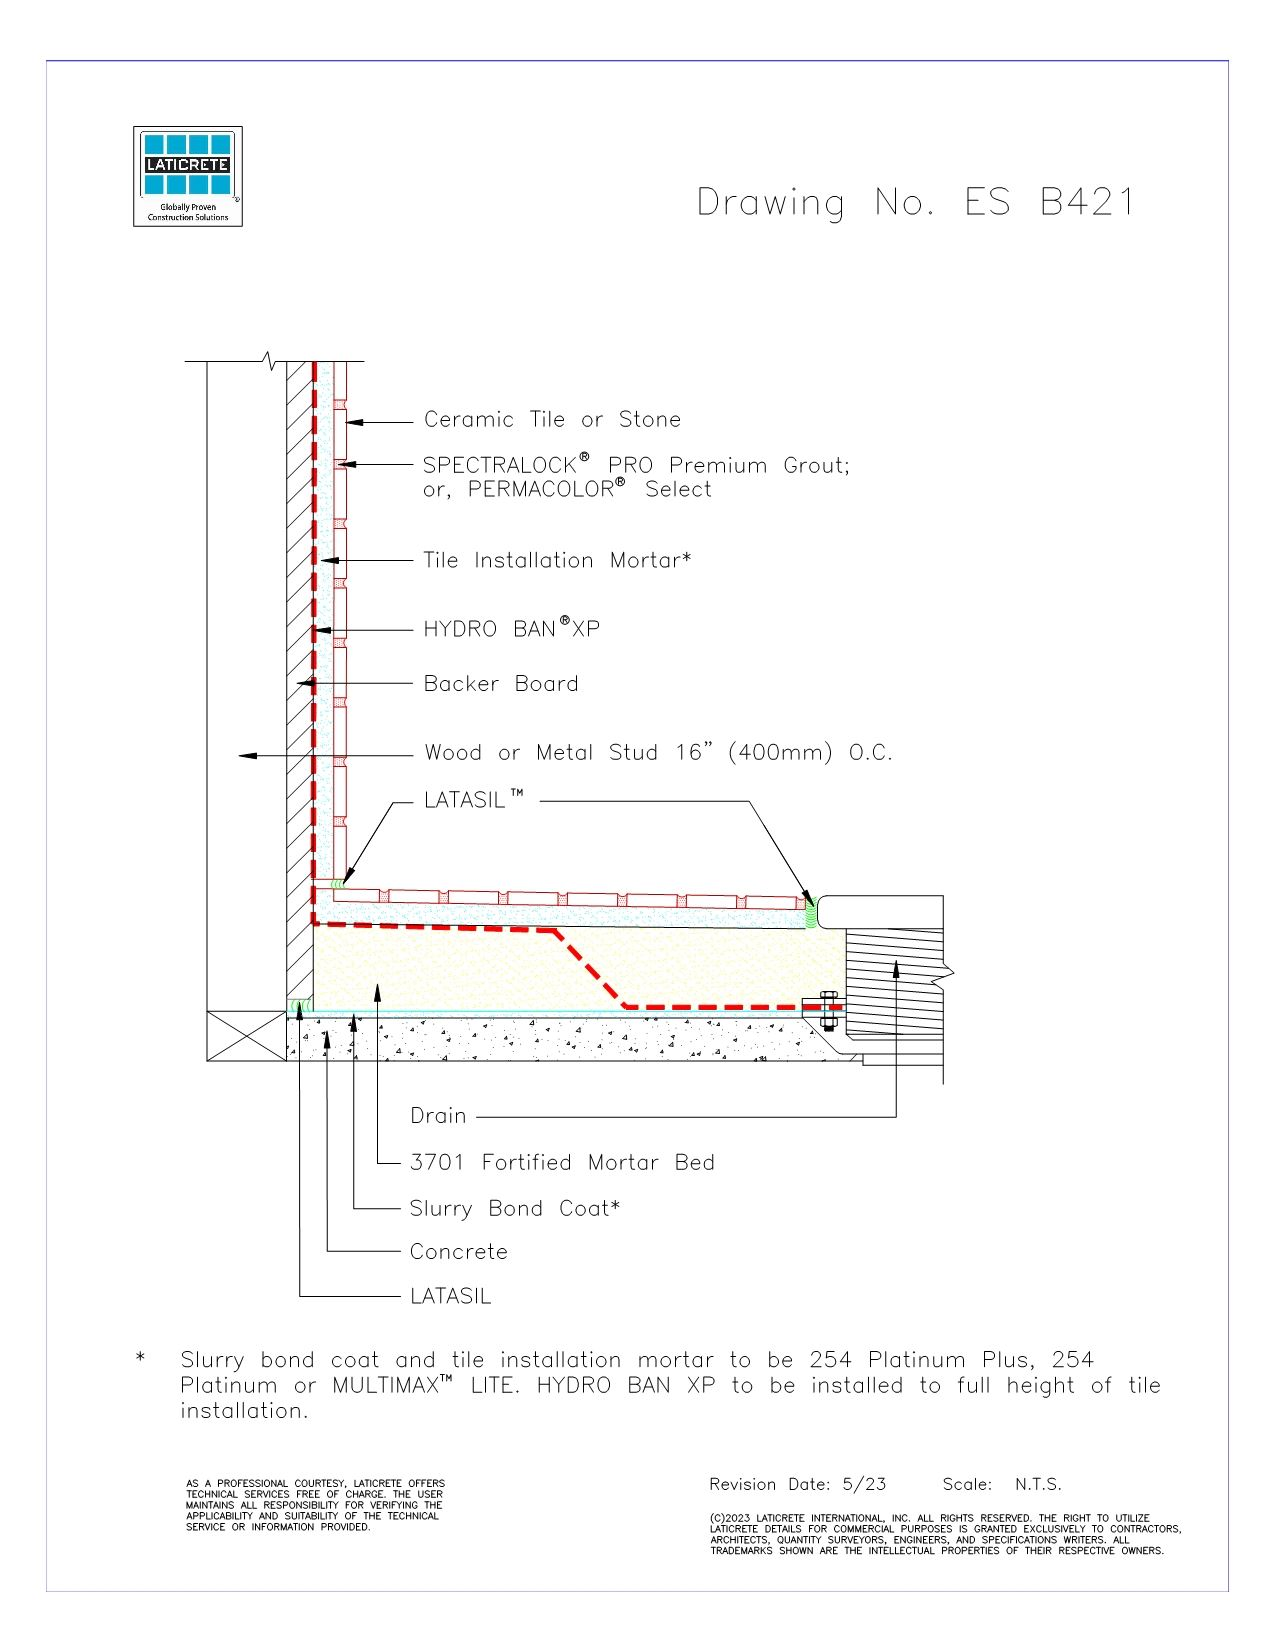 LATICRETE
®
Globally Proven
Construction Solutions
Drawing No. ES B421
Ceramic Tile or Stone
SPECTRALOCK® PRO Premium Grout;
or, PERMACOLOR® Select
Tile Installation Mortar*
HYDRO BAN®XP
Backer Board
Wood or Metal Stud 16” (400mm) O.C.
LATASIL™
Drain
3701 Fortified Mortar Bed
Slurry Bond Coat*
Concrete
LATASIL
* Slurry bond coat and tile installation mortar to be 254 Platinum Plus, 254
Platinum or MULTIMAX™ LITE. HYDRO BAN XP to be installed to full height of tile
installation.
AS A PROFESSIONAL COURTESY, LATICRETE OFFERS
TECHNICAL SERVICES FREE OF CHARGE. THE USER
MAINTAINS ALL RESPONSIBILITY FOR VERIFYING THE
APPLICABILITY AND SUITABILITY OF THE TECHNICAL
SERVICE OR INFORMATION PROVIDED.
Revision Date: 5/23 Scale: N.T.S.
(C)2023 LATICRETE INTERNATIONAL, INC. ALL RIGHTS RESERVED. THE RIGHT TO UTILIZE
LATICRETE DETAILS FOR COMMERCIAL PURPOSES IS GRANTED EXCLUSIVELY TO CONTRACTORS,
ARCHITECTS, QUANTITY SURVEYORS, ENGINEERS, AND SPECIFICATIONS WRITERS. ALL
TRADEMARKS SHOWN ARE THE INTELLECTUAL PROPERTIES OF THEIR RESPECTIVE OWNERS.